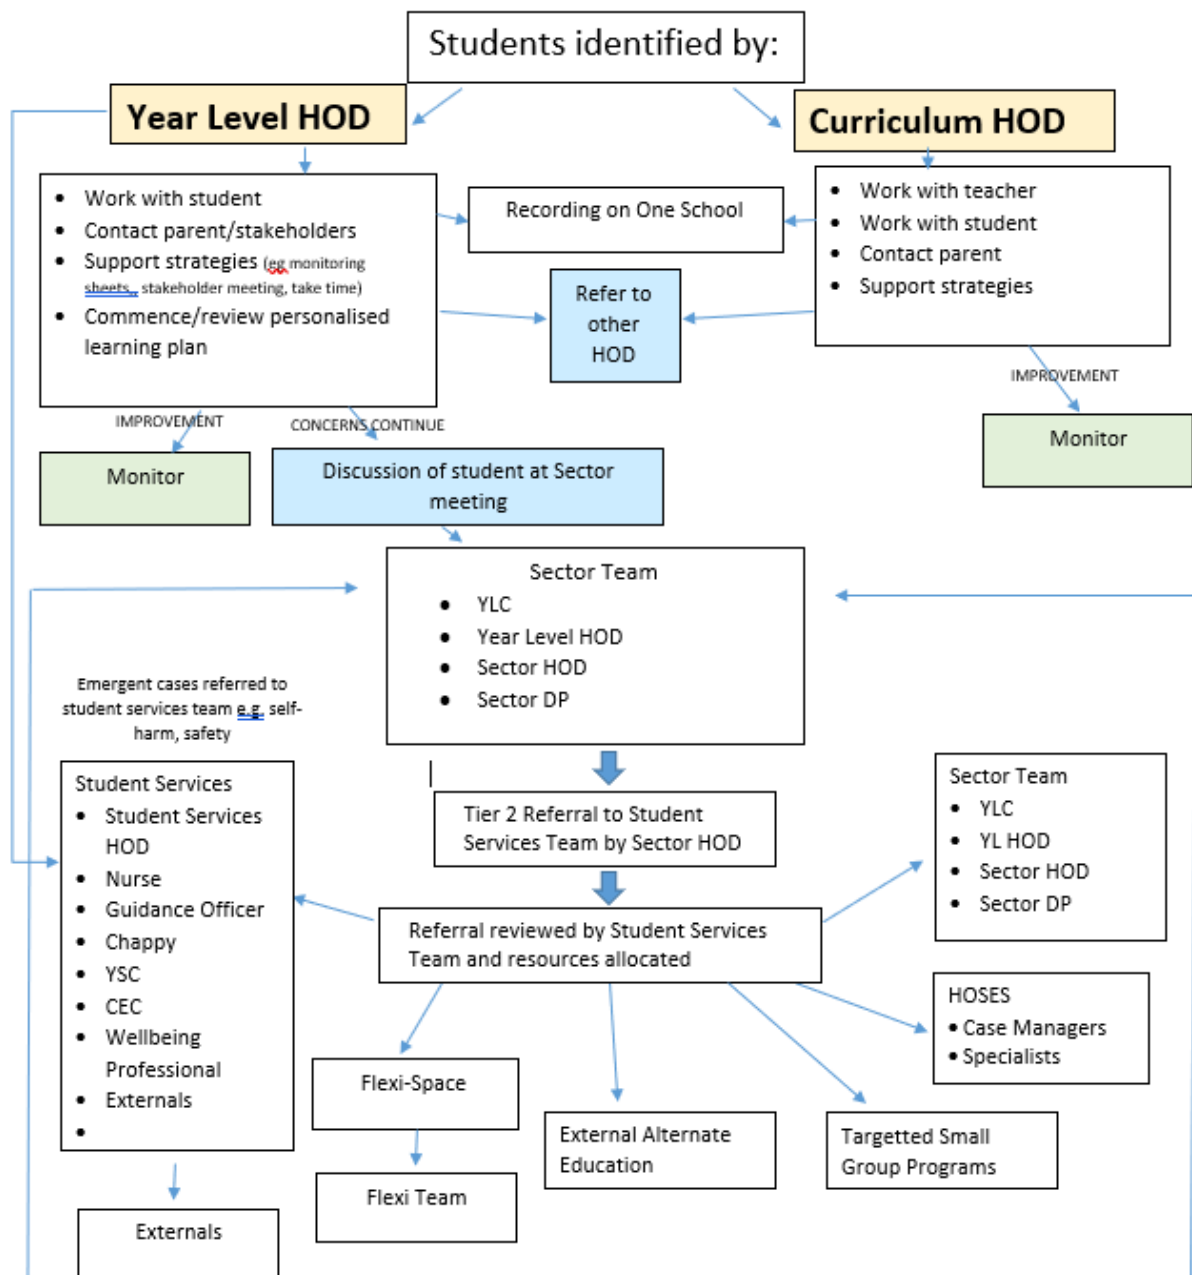 Students identified by:
Year Level HOD
Curriculum HOD
• Work with student
• Contact parent/stakeholders
• Support strategies (eg monitoring
sheets,, stakeholder meeting, take time)
• Commence/review personalised
learning plan
Recording on One School
Refer to
other
HOD
• Work with teacher
• Work with student
• Contact parent
• Support strategies
IMPROVEMENT
CONCERNS CONTINUE
IMPROVEMENT
Monitor
Discussion of student at Sector
meeting
Monitor
Sector Team
• YLC
• Year Level HOD
• Sector HOD
• Sector DP
Emergent cases referred to
student services team e.g. self-
harm, safety
Student Services
• Student Services
HOD
• Nurse
• Guidance Officer
• Chappy
• YSC
• CEC
• Wellbeing
Professional
• Externals
•
Tier 2 Referral to Student
Services Team by Sector HOD
Sector Team
• YLC
• YL HOD
• Sector HOD
• Sector DP
Referral reviewed by Student Services
Team and resources allocated
HOSES
• Case Managers
• Specialists
Flexi-Space
External Alternate
Education
Targetted Small
Group Programs
Flexi Team
Externals